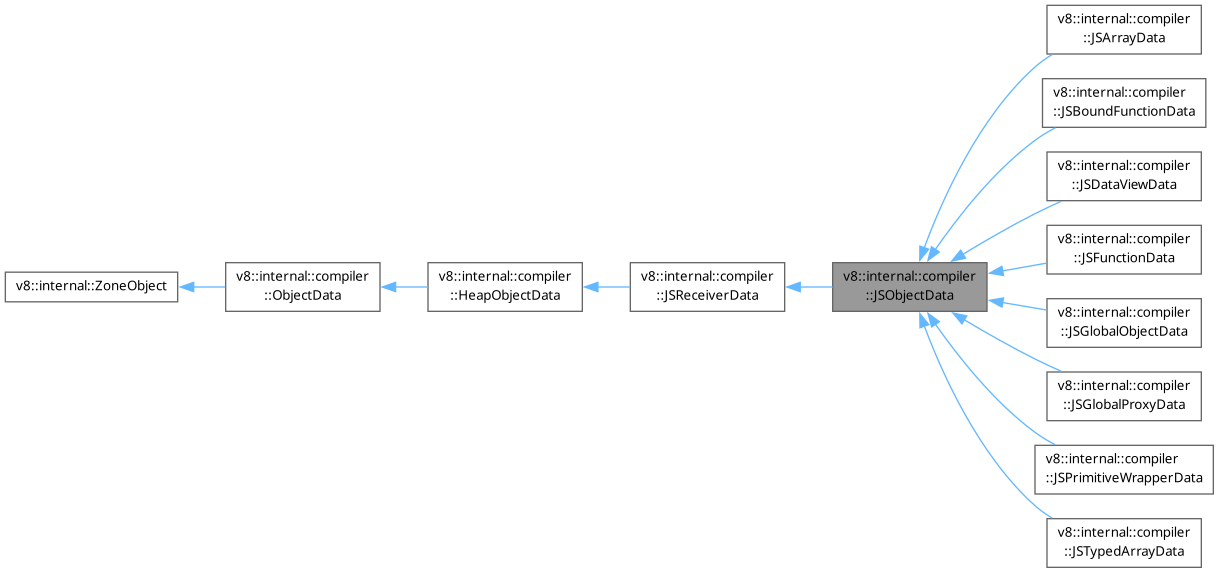 v8::internal::ZoneObject
v8::internal::compiler
::ObjectData
v8::internal::compiler
::HeapObjectData
v8::internal::compiler
::JSReceiverData
v8::internal::compiler
::JSObjectData
v8::internal::compiler
::JSArrayData
v8::internal::compiler
::JSBoundFunctionData
v8::internal::compiler
::JSDataViewData
v8::internal::compiler
::JSFunctionData
v8::internal::compiler
::JSGlobalObjectData
v8::internal::compiler
::JSGlobalProxyData
v8::internal::compiler
::JSPrimitiveWrapperData
v8::internal::compiler
::JSTypedArrayData